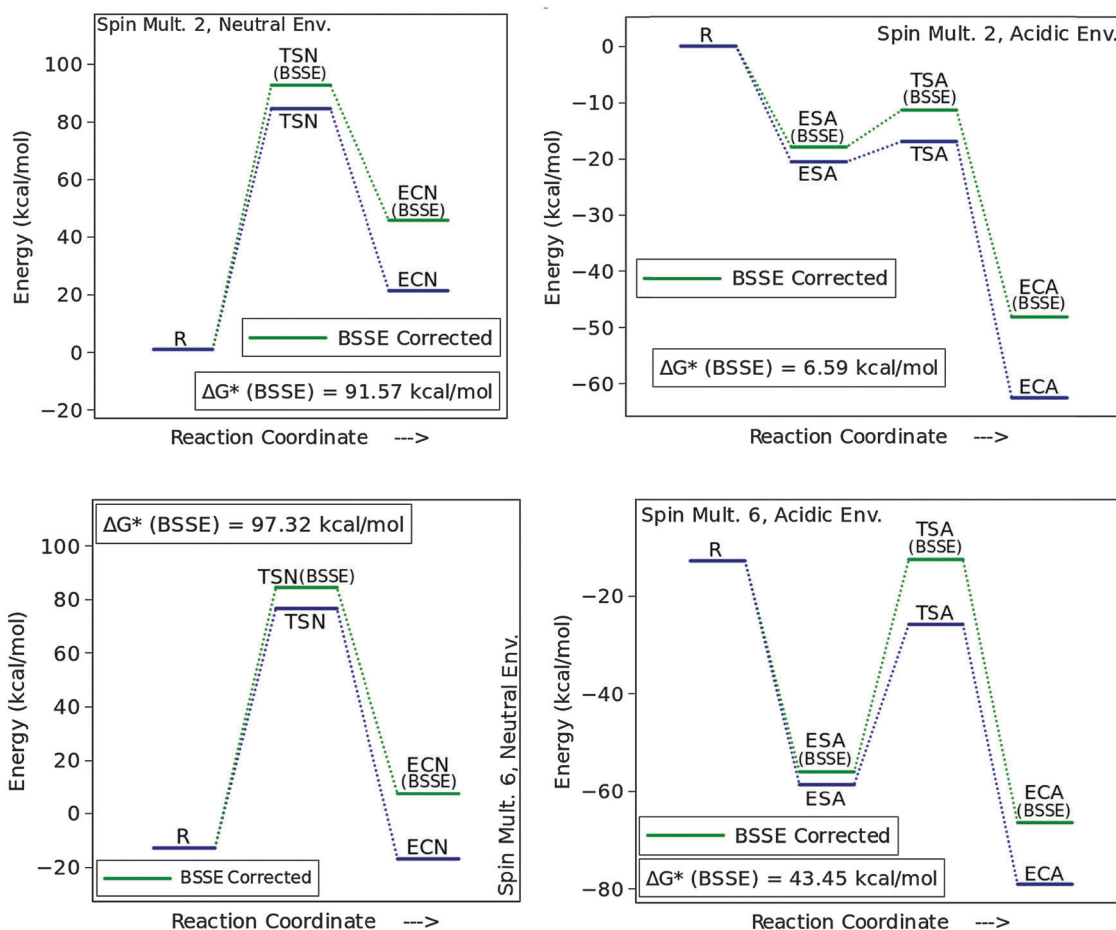 Spin Mult. 2, Neutral Env.
TSN
(BSSE)
TSN
ECN
(BSSE)
ECN
R
BSSE Corrected
ΔG* (BSSE) = 91.57 kcal/mol
100
80
60
40
20
0
−20
Energy (kcal/mol)
Reaction Coordinate --->
Spin Mult. 2, Acidic Env.
R
ESA
(BSSE)
ESA
TSA
(BSSE)
TSA
BSSE Corrected
ECA
(BSSE)
ECA
ΔG* (BSSE) = 6.59 kcal/mol
0
−10
−20
−30
−40
−50
−60
Energy (kcal/mol)
Reaction Coordinate --->
ΔG* (BSSE) = 97.32 kcal/mol
TSN(BSSE)
TSN
ECN
(BSSE)
ECN
R
BSSE Corrected
Spin Mult. 6, Neutral Env.
100
80
60
40
20
0
−20
Energy (kcal/mol)
Reaction Coordinate --->
Spin Mult. 6, Acidic Env.
R
TSA
(BSSE)
TSA
ESA
(BSSE)
ESA
ECA
(BSSE)
ECA
BSSE Corrected
ΔG* (BSSE) = 43.45 kcal/mol
−20
−40
−60
−80
Energy (kcal/mol)
Reaction Coordinate --->